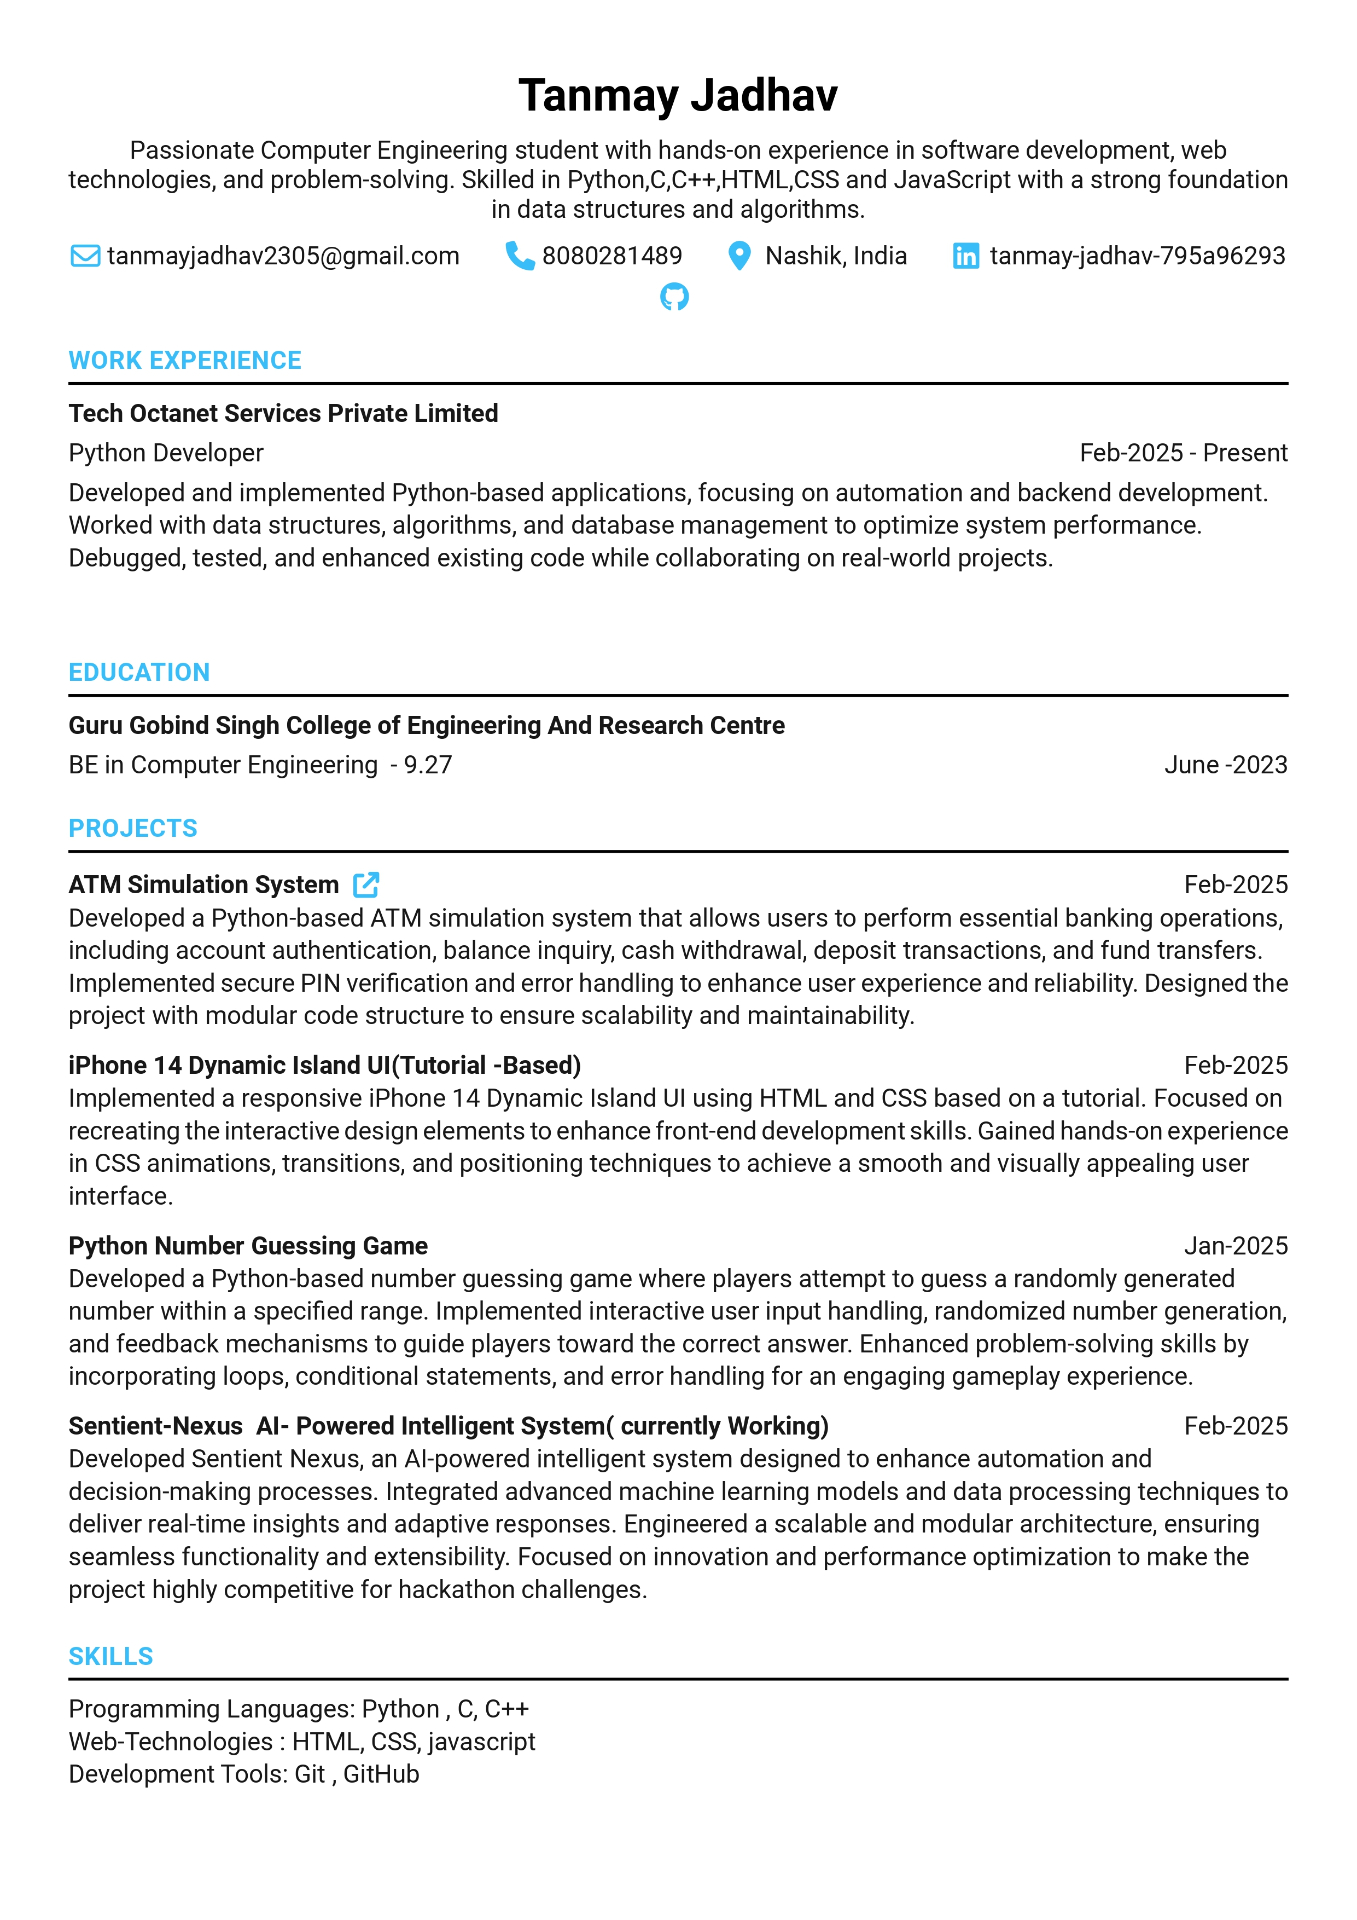 Tanmay Jadhav
Passionate Computer Engineering student with hands-on experience in software development, web
technologies, and problem-solving. Skilled in Python,C,C++,HTML,CSS and JavaScript with a strong foundation
in data structures and algorithms.
tanmayjadhav2305@gmail.com 8080281489 Nashik, India tanmay-jadhav-795a96293
WORK EXPERIENCE
Tech Octanet Services Private Limited
Python Developer Feb-2025 - Present
Developed and implemented Python-based applications, focusing on automation and backend development.
Worked with data structures, algorithms, and database management to optimize system performance.
Debugged, tested, and enhanced existing code while collaborating on real-world projects.
EDUCATION
Guru Gobind Singh College of Engineering And Research Centre
BE in Computer Engineering - 9.27 June -2023
PROJECTS
ATM Simulation System Feb-2025
Developed a Python-based ATM simulation system that allows users to perform essential banking operations,
including account authentication, balance inquiry, cash withdrawal, deposit transactions, and fund transfers.
Implemented secure PIN verification and error handling to enhance user experience and reliability. Designed the
project with modular code structure to ensure scalability and maintainability.
iPhone 14 Dynamic Island UI(Tutorial -Based) Feb-2025
Implemented a responsive iPhone 14 Dynamic Island UI using HTML and CSS based on a tutorial. Focused on
recreating the interactive design elements to enhance front-end development skills. Gained hands-on experience
in CSS animations, transitions, and positioning techniques to achieve a smooth and visually appealing user
interface.
Python Number Guessing Game Jan-2025
Developed a Python-based number guessing game where players attempt to guess a randomly generated
number within a specified range. Implemented interactive user input handling, randomized number generation,
and feedback mechanisms to guide players toward the correct answer. Enhanced problem-solving skills by
incorporating loops, conditional statements, and error handling for an engaging gameplay experience.
Sentient-Nexus AI- Powered Intelligent System( currently Working) Feb-2025
Developed Sentient Nexus, an AI-powered intelligent system designed to enhance automation and
decision-making processes. Integrated advanced machine learning models and data processing techniques to
deliver real-time insights and adaptive responses. Engineered a scalable and modular architecture, ensuring
seamless functionality and extensibility. Focused on innovation and performance optimization to make the
project highly competitive for hackathon challenges.
SKILLS
Programming Languages: Python , C, C++
Web-Technologies : HTML, CSS, javascript
Development Tools: Git , GitHub